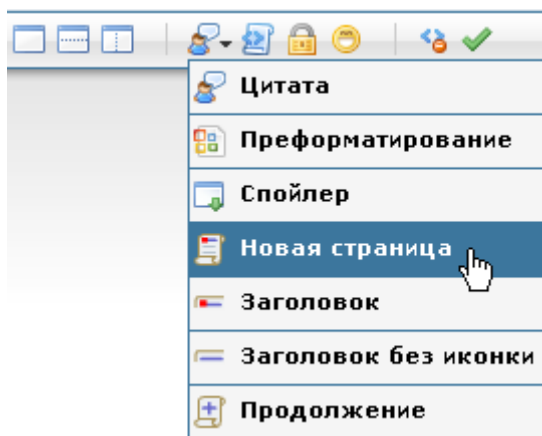 Цитата
Преформатирование
Спойлер
Новая страница
Заголовок
Заголовок без иконки
Продолжение